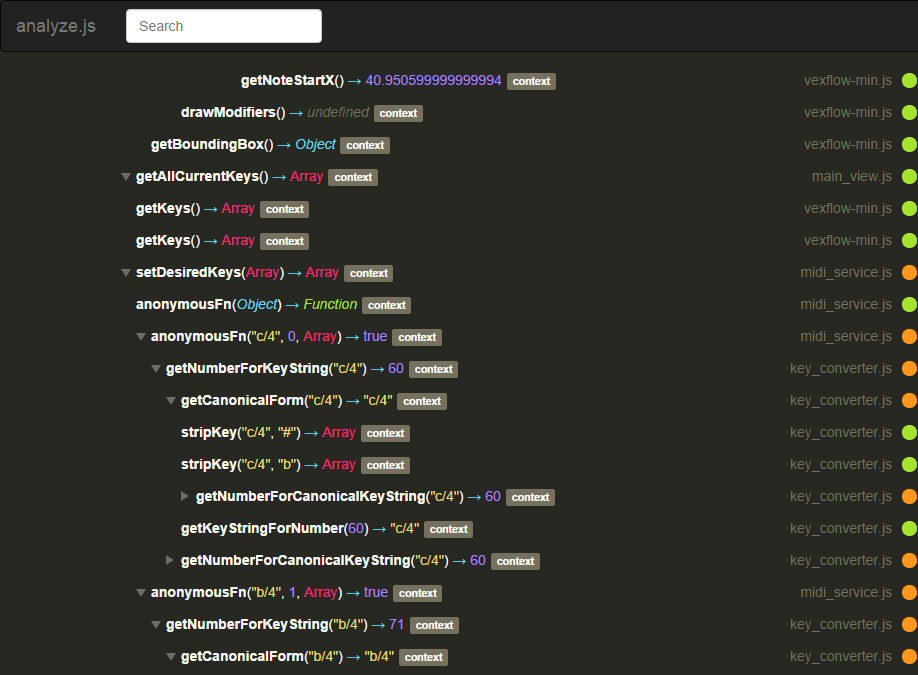 analyze.js Search
getNoteStartX() → 40.950599999999994 context vexflow-min.js
drawModifiers() → undefined context vexflow-min.js
getBoundingBox() → Object context vexflow-min.js
getAllCurrentKeys() → Array context main_view.js
getKeys() → Array context vexflow-min.js
getKeys() → Array context vexflow-min.js
setDesiredKeys(Array) → Array context midi_service.js
anonymousFn(Object) → Function context midi_service.js
anonymousFn("c/4", 0, Array) → true context midi_service.js
getNumberForKeyString("c/4") → 60 context key_converter.js
getCanonicalForm("c/4") → "c/4" context key_converter.js
stripKey("c/4", "#") → Array context key_converter.js
stripKey("c/4", "b") → Array context key_converter.js
getNumberForCanonicalKeyString("c/4") → 60 context key_converter.js
getKeyStringForNumber(60) → "c/4" context key_converter.js
getNumberForCanonicalKeyString("c/4") → 60 context key_converter.js
anonymousFn("b/4", 1, Array) → true context midi_service.js
getNumberForKeyString("b/4") → 71 context key_converter.js
getCanonicalForm("b/4") → "b/4" context key_converter.js